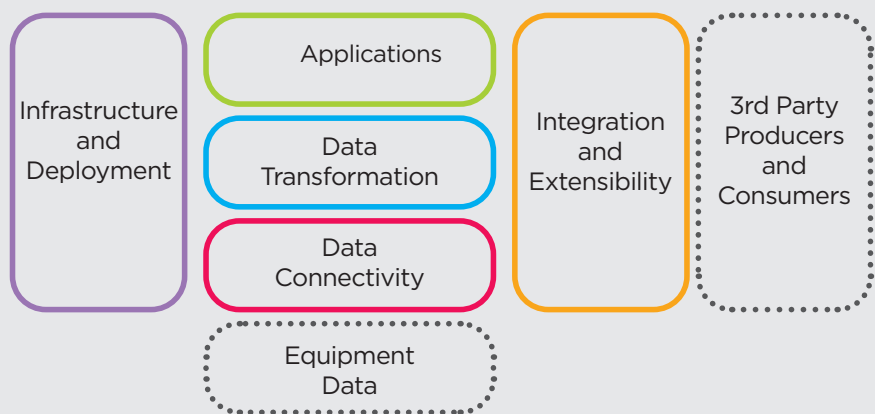 Infrastructure
and
Deployment
Applications
Data
Transformation
Data
Connectivity
Equipment
Data
Integration
and
Extensibility
3rd Party
Producers
and
Consumers